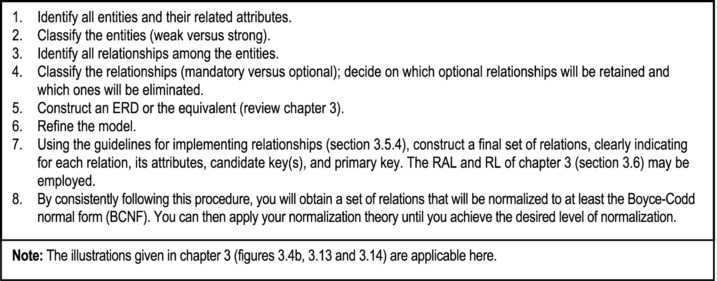 1. Identify all entities and their related attributes.
2. Classify the entities (weak versus strong).
3. Identify all relationships among the entities.
4. Classify the relationships (mandatory versus optional); decide on which optional relationships will be retained and
which ones will be eliminated.
5. Construct an ERD or the equivalent (review chapter 3).
6. Refine the model.
7. Using the guidelines for implementing relationships (section 3.5.4), construct a final set of relations, clearly indicating
for each relation, its attributes, candidate key(s), and primary key. The RAL and RL of chapter 3 (section 3.6) may be
employed.
8. By consistently following this procedure, you will obtain a set of relations that will be normalized to at least the Boyce-Codd
normal form (BCNF). You can then apply your normalization theory until you achieve the desired level of normalization.
Note: The illustrations given in chapter 3 (figures 3.4b, 3.13 and 3.14) are applicable here.